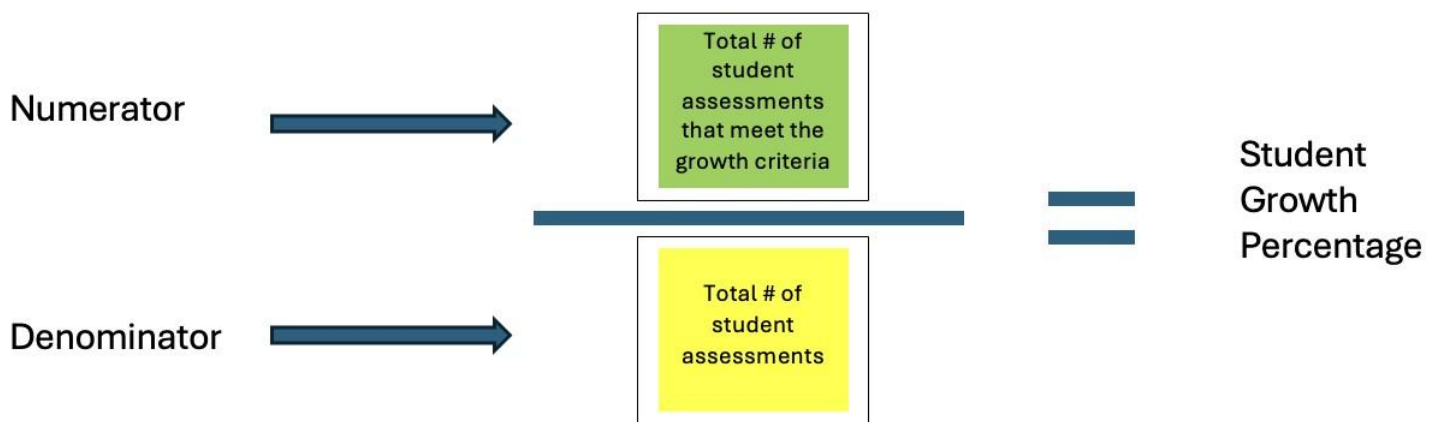 Numerator
Total # of
student
assessments
that meet the
growth criteria
Denominator
Total # of
student
assessments
Student
Growth
Percentage